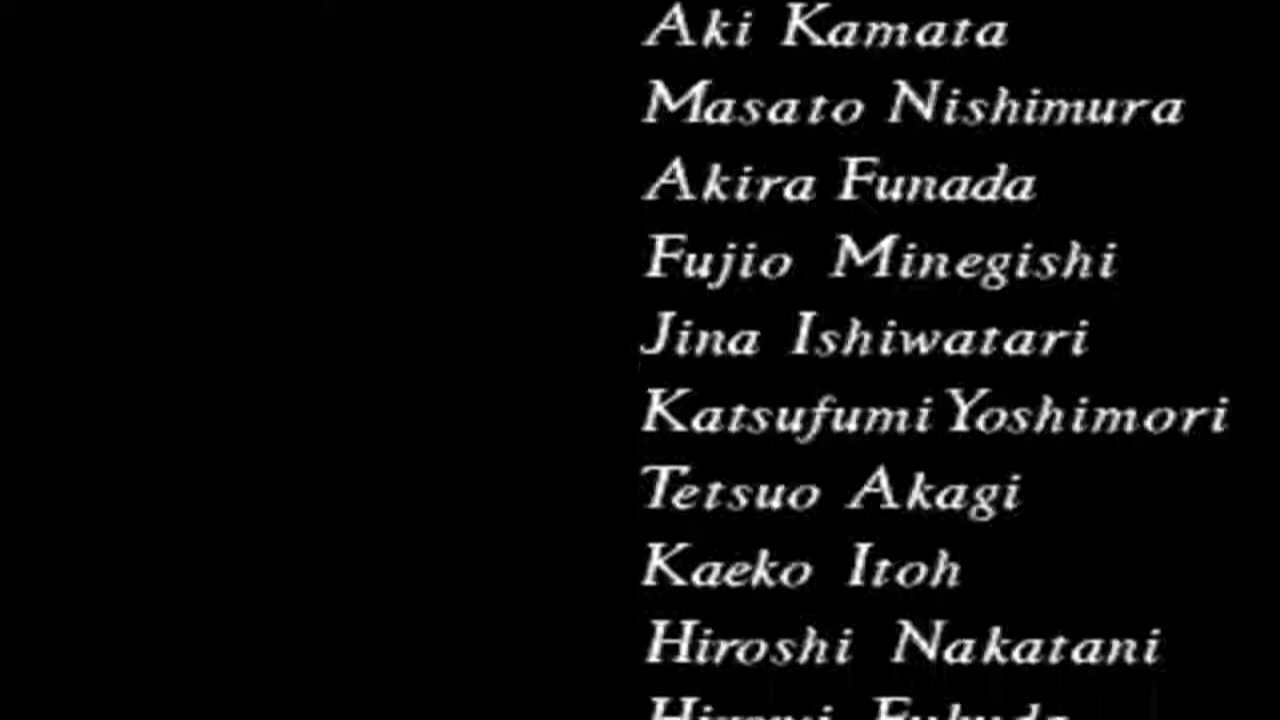 Aki Kamata
Masato Nishimura
Akira Funada
Fujio Minegishi
Jina Ishiwatari
Katsufumi Yoshimori
Tetsuo Akagi
Kaeko Itoh
Hiroshi Nakatani